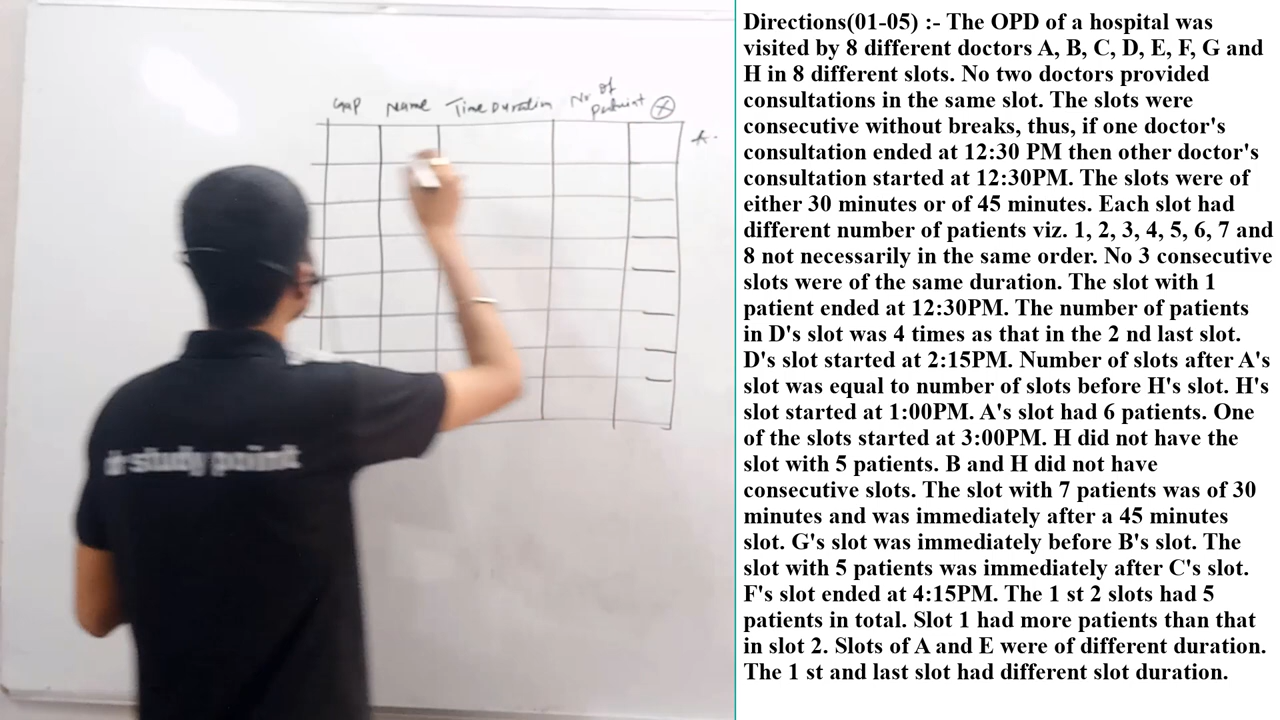 Gap Name Time Duration No of patient
study point
Directions(01-05) :- The OPD of a hospital was
visited by 8 different doctors A, B, C, D, E, F, G and
H in 8 different slots. No two doctors provided
consultations in the same slot. The slots were
consecutive without breaks, thus, if one doctor's
consultation ended at 12:30 PM then other doctor's
consultation started at 12:30PM. The slots were of
either 30 minutes or of 45 minutes. Each slot had
different number of patients viz. 1, 2, 3, 4, 5, 6, 7 and
8 not necessarily in the same order. No 3 consecutive
slots were of the same duration. The slot with 1
patient ended at 12:30PM. The number of patients
in D's slot was 4 times as that in the 2 nd last slot.
D's slot started at 2:15PM. Number of slots after A's
slot was equal to number of slots before H's slot. H's
slot started at 1:00PM. A's slot had 6 patients. One
of the slots started at 3:00PM. H did not have the
slot with 5 patients. B and H did not have
consecutive slots. The slot with 7 patients was of 30
minutes and was immediately after a 45 minutes
slot. G's slot was immediately before B's slot. The
slot with 5 patients was immediately after C's slot.
F's slot ended at 4:15PM. The 1 st 2 slots had 5
patients in total. Slot 1 had more patients than that
in slot 2. Slots of A and E were of different duration.
The 1 st and last slot had different slot duration.